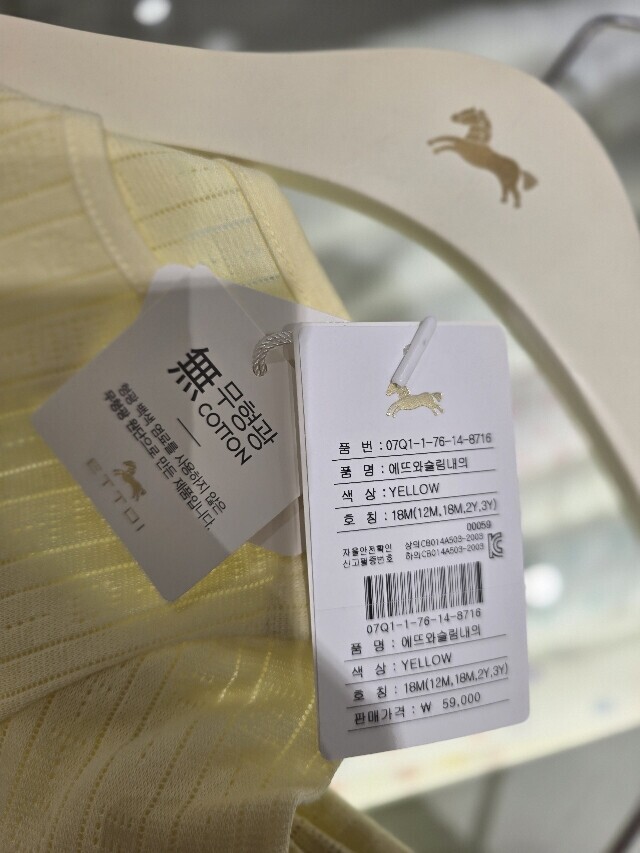 無 무형광
COTTON
형광 백색 염료를 사용하지 않은
무형광 원단으로 만든 제품입니다.
ETTOI
품 번 : 07Q1-1-76-14-8716
품 명 : 에뜨와슬림내의
색 상 : YELLOW
호 칭 : 18M(12M,18M,2Y,3Y)
00059
자율안전확인 상의CB014A503-2003
신고필증번호 하의CB014A503-2003
07Q1-1-76-14-8716
품 명 : 에뜨와슬림내의
색 상 : YELLOW
호 칭 : 18M(12M,18M,2Y,3Y)
판매가격 : ₩ 59,000